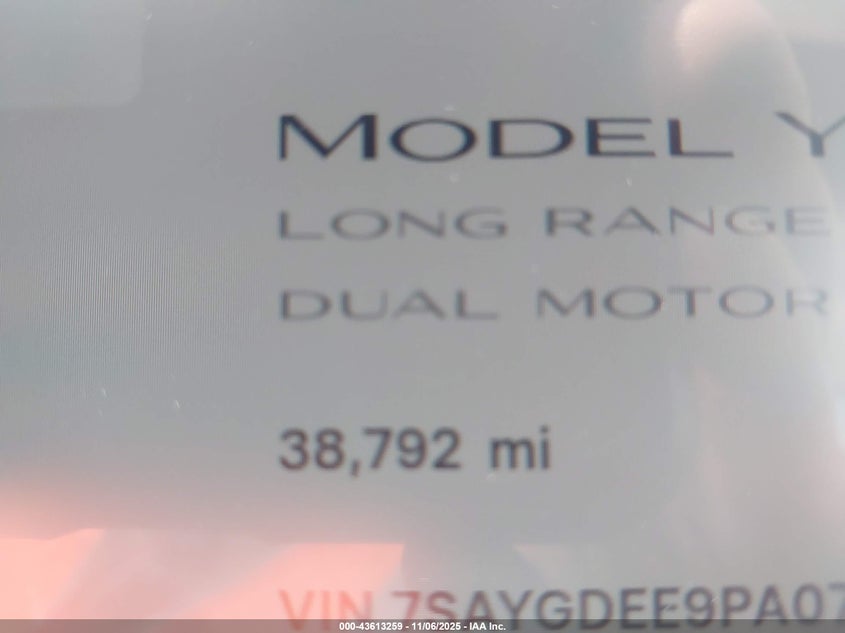 MODEL Y
LONG RANGE
DUAL MOTOR
38,792 mi
VIN 7SAYGDEE9PA07
000-43613259 - 11/06/2025 - IAA Inc.